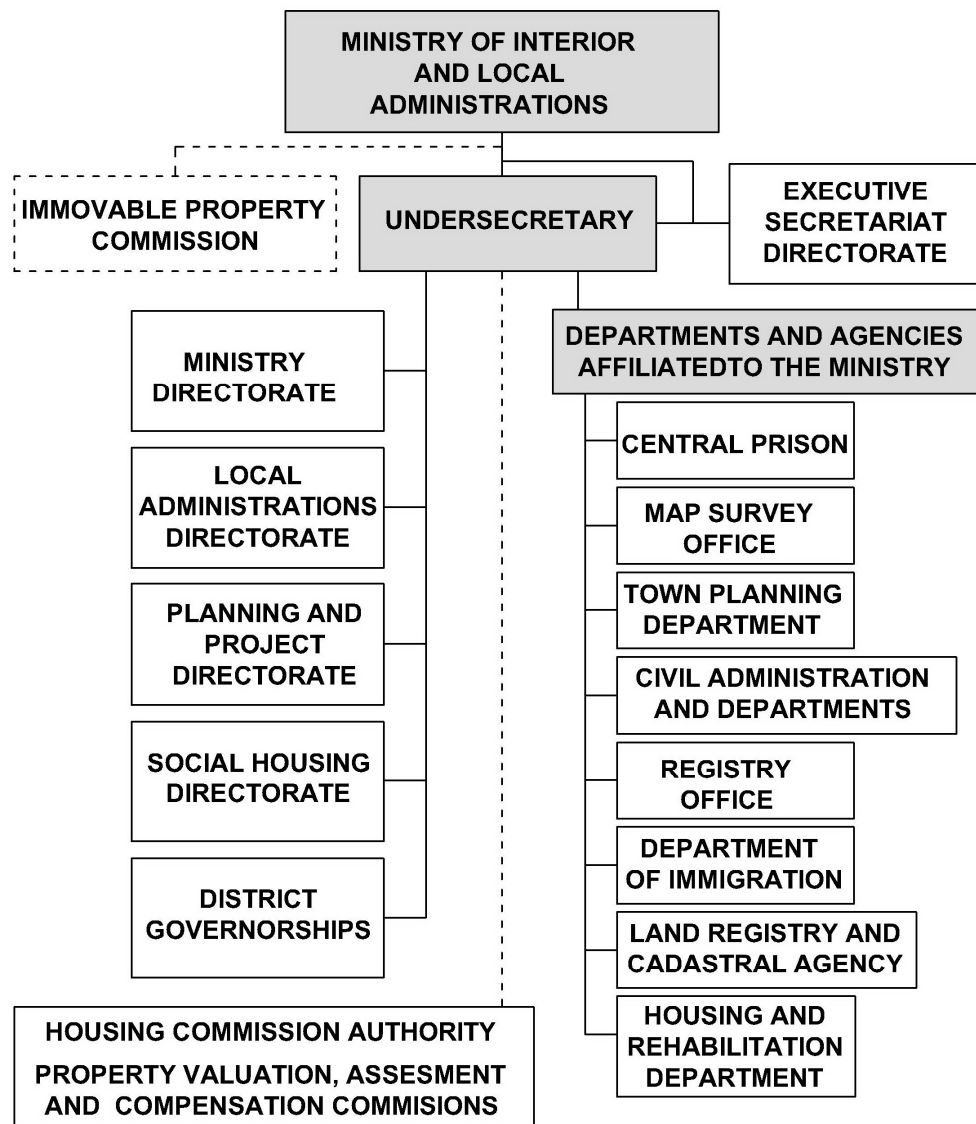 MINISTRY OF INTERIOR
AND LOCAL
ADMINISTRATIONS
IMMOVABLE PROPERTY
COMMISSION
UNDERSECRETARY
EXECUTIVE
SECRETARIAT
DIRECTORATE
MINISTRY
DIRECTORATE
LOCAL
ADMINISTRATIONS
DIRECTORATE
PLANNING AND
PROJECT
DIRECTORATE
SOCIAL HOUSING
DIRECTORATE
DISTRICT
GOVERNORSHIPS
HOUSING COMMISSION AUTHORITY
PROPERTY VALUATION, ASSESMENT
AND COMPENSATION COMMISIONS
DEPARTMENTS AND AGENCIES
AFFILIATEDTO THE MINISTRY
CENTRAL PRISON
MAP SURVEY
OFFICE
TOWN PLANNING
DEPARTMENT
CIVIL ADMINISTRATION
AND DEPARTMENTS
REGISTRY
OFFICE
DEPARTMENT
OF IMMIGRATION
LAND REGISTRY AND
CADASTRAL AGENCY
HOUSING AND
REHABILITATION
DEPARTMENT